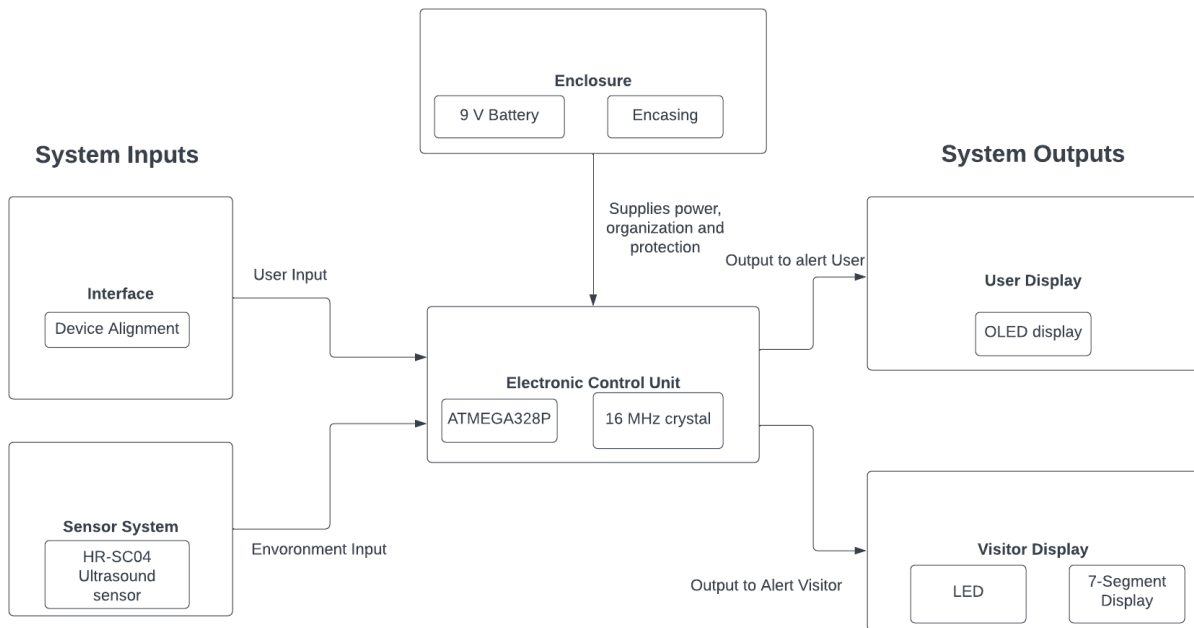 Enclosure
9 V Battery
Encasing
System Inputs
System Outputs
Supplies power,
organization and
protection
Output to alert User
User Input
Interface
Device Alignment
User Display
OLED display
Electronic Control Unit
ATMEGA328P
16 MHz crystal
Sensor System
HR-SC04
Ultrasound
sensor
Envoronment Input
Output to Alert Visitor
Visitor Display
LED
7-Segment
Display